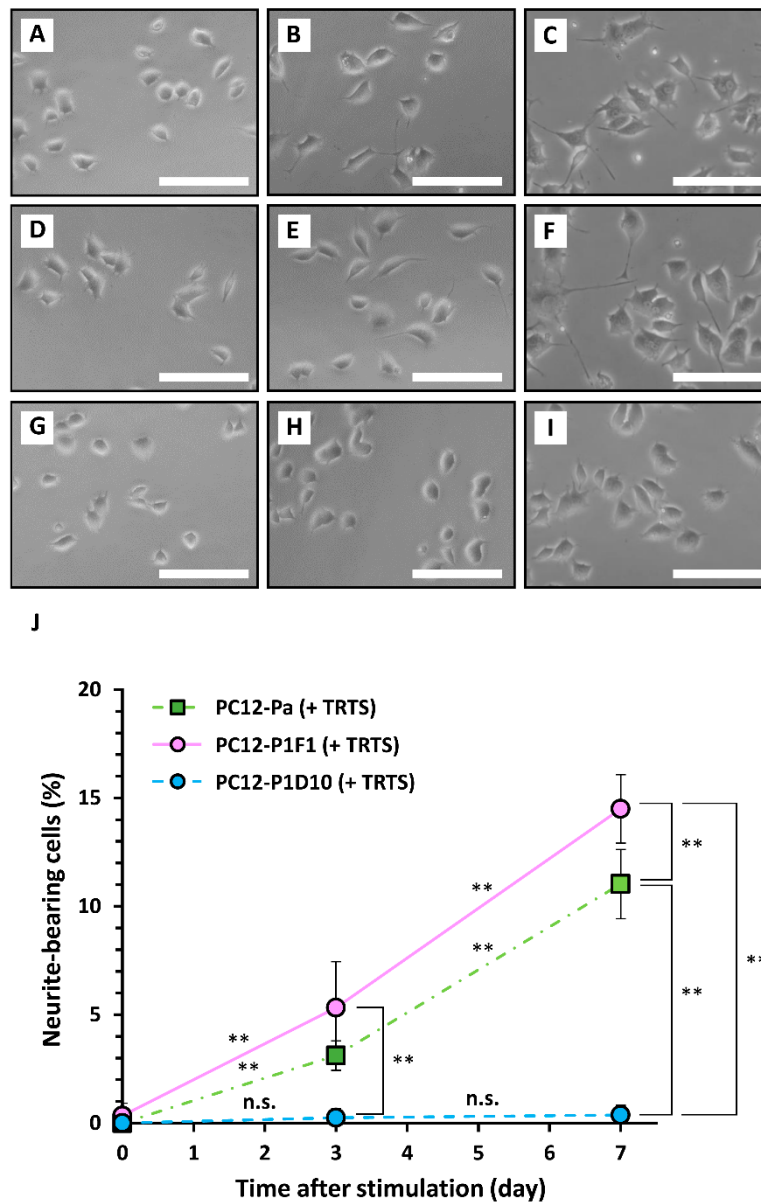 A
B
C
D
E
F
G
H
I
J
PC12-Pa (+ TRTS)
PC12-P1F1 (+ TRTS)
PC12-P1D10 (+ TRTS)
Neurite-bearing cells (%)
20
15
10
5
0
**
**
n.s.
**
**
**
n.s.
**
**
**
0 1 2 3 4 5 6 7
Time after stimulation (day)